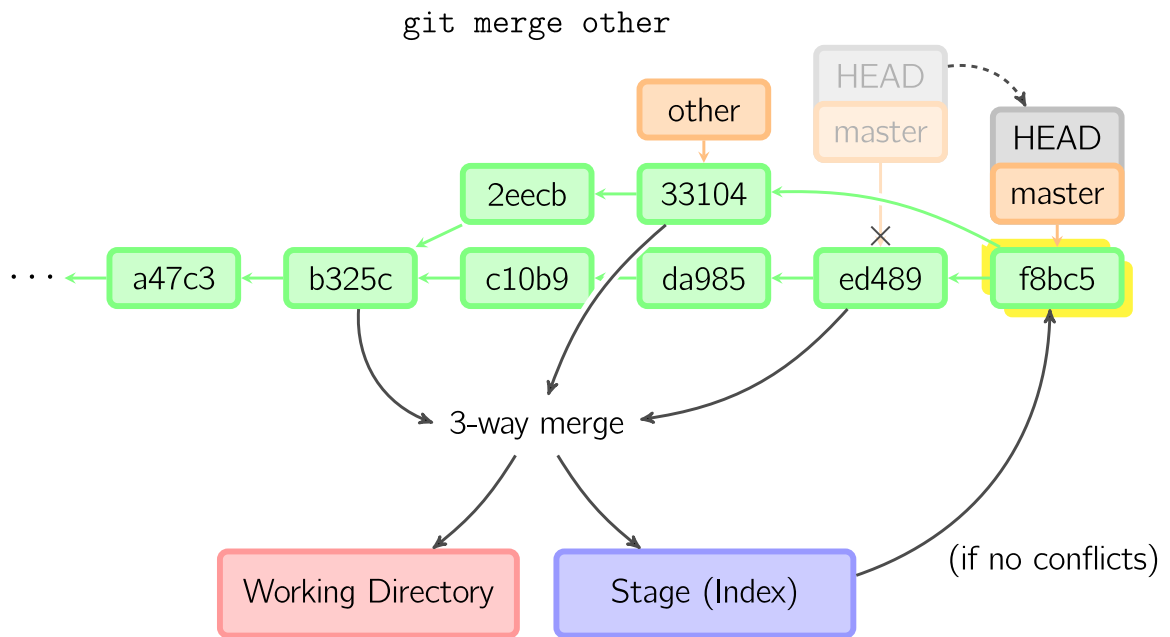 git merge other
HEAD
master
other
HEAD
master
2eecb
33104
... a47c3 b325c c10b9 da985 ed489 f8bc5
3-way merge
(if no conflicts)
Working Directory
Stage (Index)